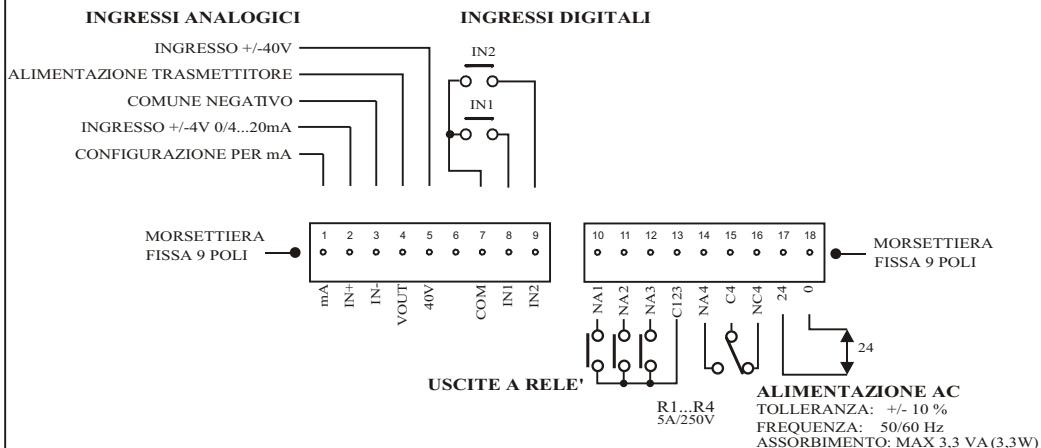 INGRESSI ANALOGICI
INGRESSO +/-40V
ALIMENTAZIONE TRASMETTITORE
COMUNE NEGATIVO
INGRESSO +/-4V 0/4...20mA
CONFIGURAZIONE PER mA
INGRESSI DIGITALI
IN2
IN1
MORSETTIERA
FISSA 9 POLI
1 2 3 4 5 6 7 8 9
mA IN+ IN- VOUT 40V COM IN1 IN2
10 11 12 13 14 15 16 17 18
NA1 NA2 NA3 C123 NA4 C4 NC4 24 0
MORSETTIERA
FISSA 9 POLI
24
USCITE A RELE'
R1...R4
5A/250V
ALIMENTAZIONE AC
TOLLERANZA: +/- 10 %
FREQUENZA: 50/60 Hz
ASSORBIMENTO: MAX 3,3 VA (3,3W)